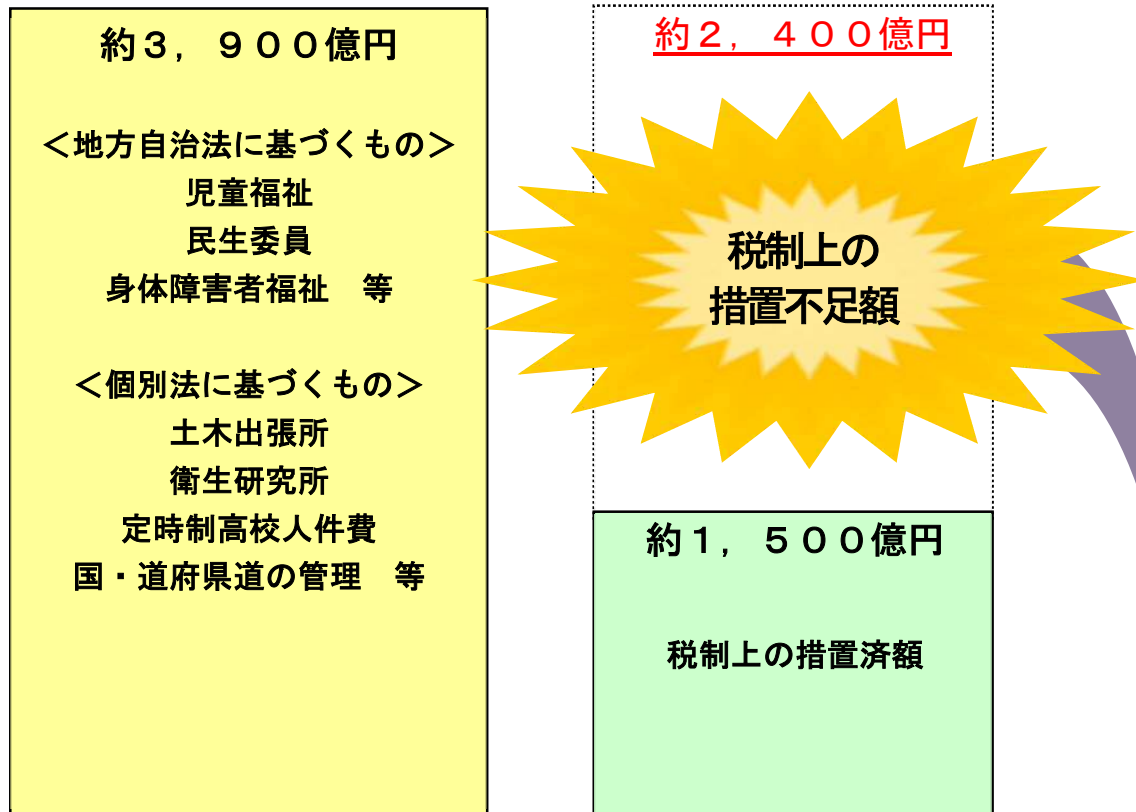 約３，９００億円
＜地方自治法に基づくもの＞
児童福祉
民生委員
身体障害者福祉　等
＜個別法に基づくもの＞
土木出張所
衛生研究所
定時制高校人件費
国・道府県道の管理　等
約２，４００億円
税制上の
措置不足額
約１，５００億円
税制上の措置済額